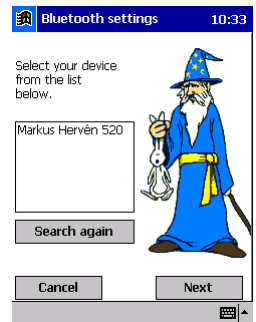 Bluetooth settings 10:33
Select your device
from the list
below.
Markus Hervén 520
Search again
Cancel Next